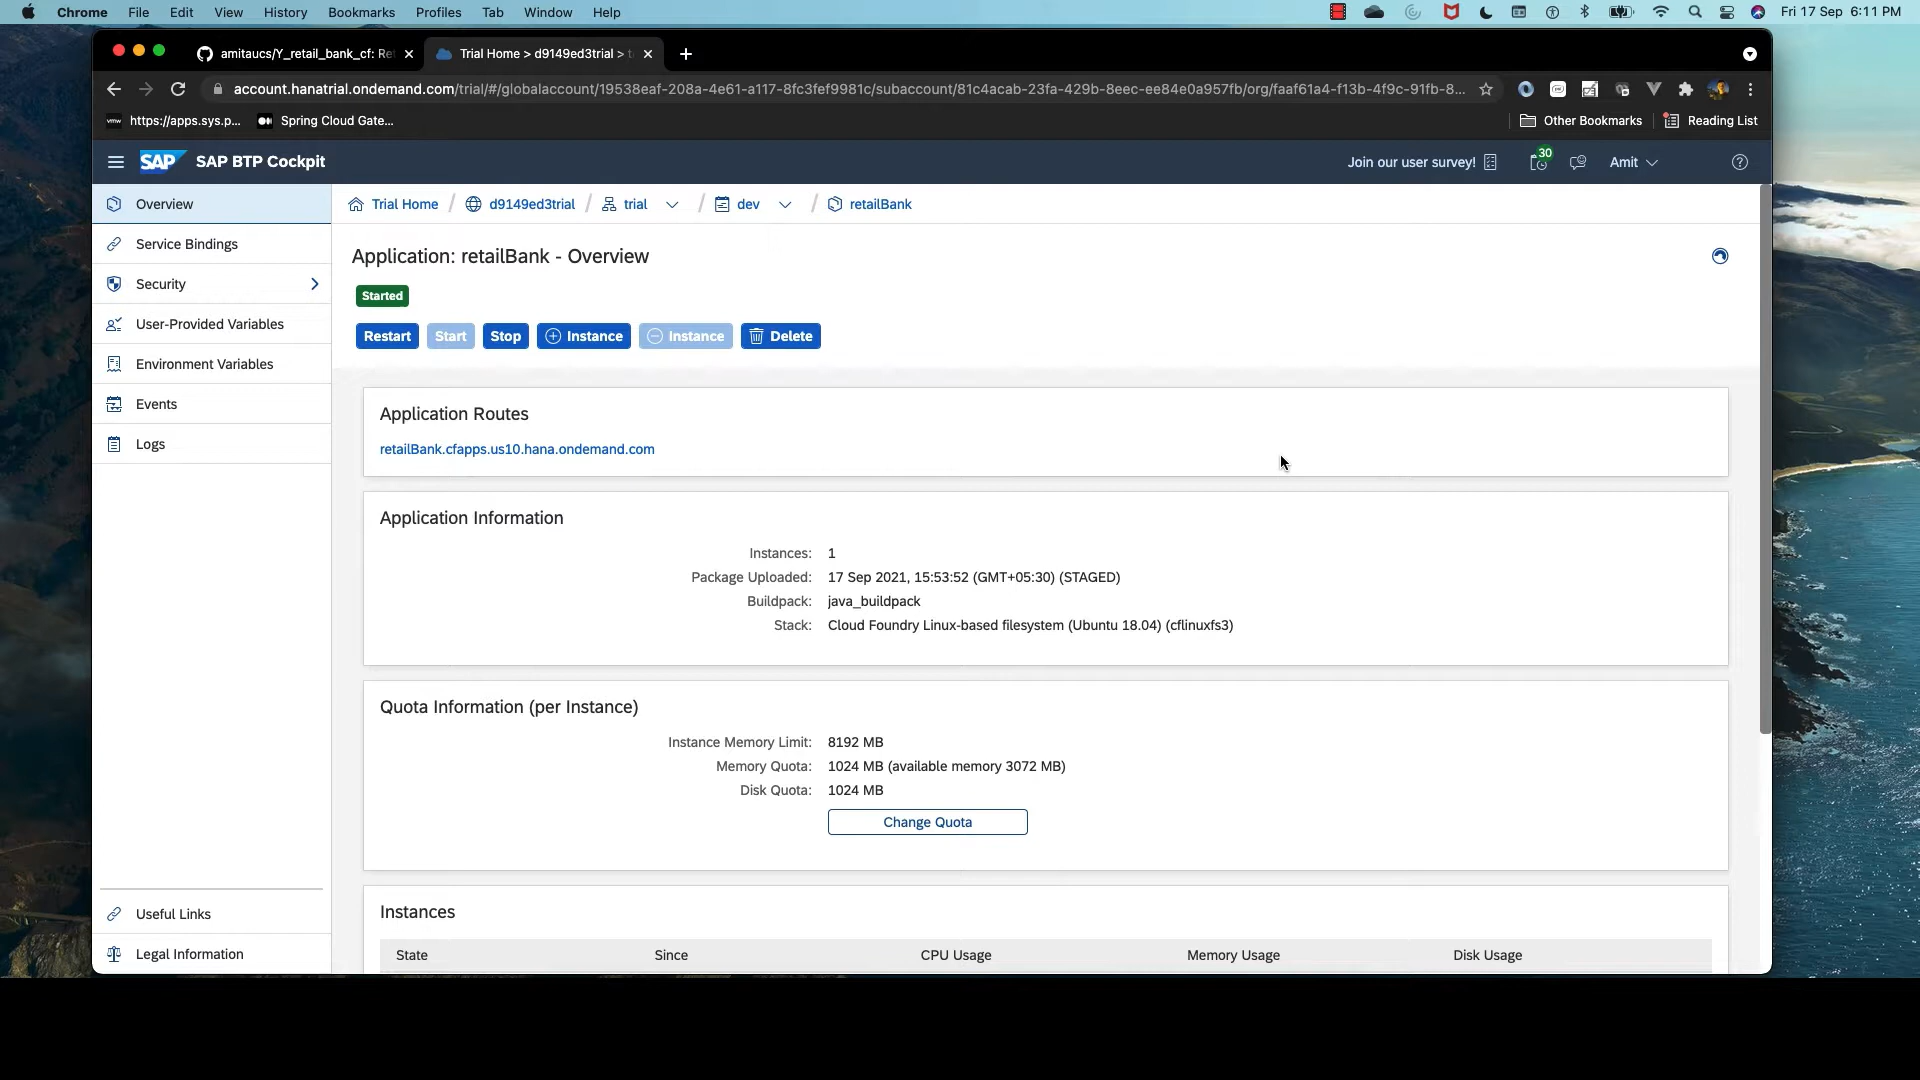 Chrome File Edit View History Bookmarks Profiles Tab Window Help Fri 17 Sep 6:11 PM
amitaucs/Y_retail_bank_cf: Re Trial Home > d9149ed3trial >
account.hanatrial.ondemand.com/trial/#/globalaccount/19538eaf-208a-4e61-a117-8fc3fef9981c/subaccount/81c4acab-23fa-429b-8eec-ee84e0a957fb/org/faaf61a4-f13b-4f9c-91fb-8...
vmw https://apps.sys.p... Spring Cloud Gate... Other Bookmarks Reading List
SAP SAP BTP Cockpit Join our user survey! 30 Amit
Overview
Service Bindings
Security
User-Provided Variables
Environment Variables
Events
Logs
Useful Links
Legal Information
Trial Home / d9149ed3trial / trial / dev / retailBank
Application: retailBank - Overview
Started
Restart Start Stop Instance Instance Delete
Application Routes
retailBank.cfapps.us10.hana.ondemand.com
Application Information
Instances: 1
Package Uploaded: 17 Sep 2021, 15:53:52 (GMT+05:30) (STAGED)
Buildpack: java_buildpack
Stack: Cloud Foundry Linux-based filesystem (Ubuntu 18.04) (cflinuxfs3)
Quota Information (per Instance)
Instance Memory Limit: 8192 MB
Memory Quota: 1024 MB (available memory 3072 MB)
Disk Quota: 1024 MB
Change Quota
Instances
State Since CPU Usage Memory Usage Disk Usage